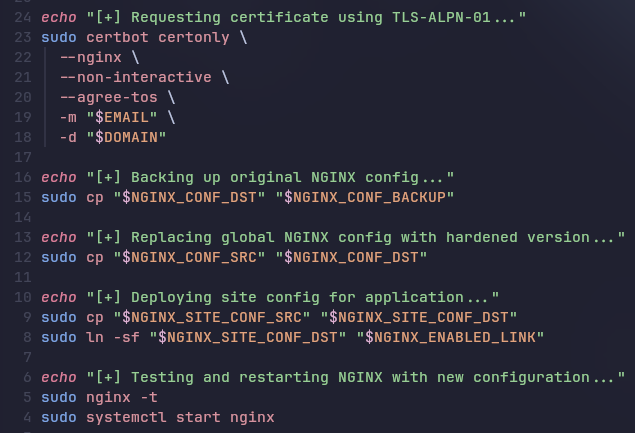 24 echo "[+] Requesting certificate using TLS-ALPN-01..."
23 sudo certbot certonly \
22   --nginx \
21   --non-interactive \
20   --agree-tos \
19   -m "$EMAIL" \
18   -d "$DOMAIN"
17
16 echo "[+] Backing up original NGINX config..."
15 sudo cp "$NGINX_CONF_DST" "$NGINX_CONF_BACKUP"
14
13 echo "[+] Replacing global NGINX config with hardened version..."
12 sudo cp "$NGINX_CONF_SRC" "$NGINX_CONF_DST"
11
10 echo "[+] Deploying site config for application..."
9 sudo cp "$NGINX_SITE_CONF_SRC" "$NGINX_SITE_CONF_DST"
8 sudo ln -sf "$NGINX_SITE_CONF_DST" "$NGINX_ENABLED_LINK"
7
6 echo "[+] Testing and restarting NGINX with new configuration..."
5 sudo nginx -t
4 sudo systemctl start nginx